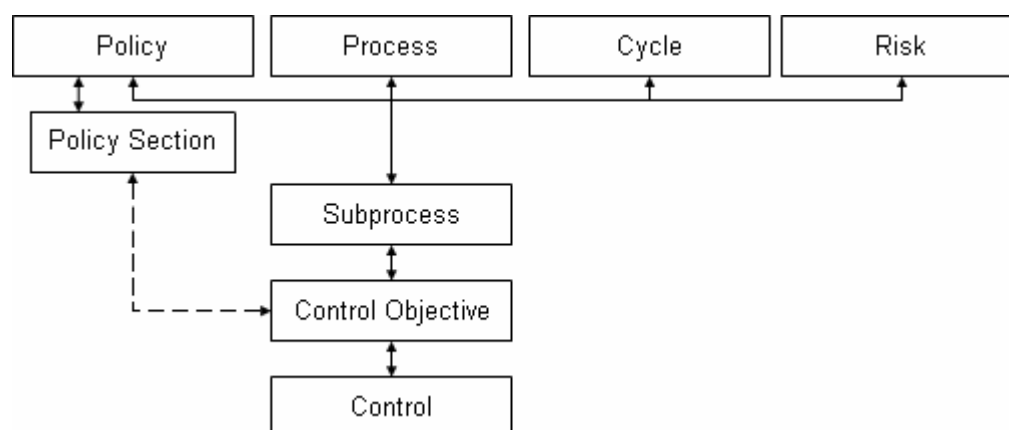 Policy
Process
Cycle
Risk
Policy Section
Subprocess
Control Objective
Control